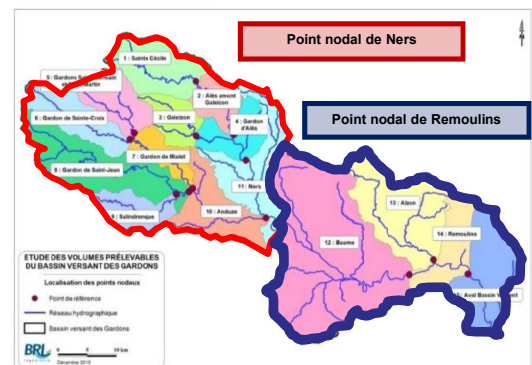 Point nodal de Ners
1 : Sainte Cécile
5 : Gardons Saint Germain
et Martin
2 : Alès amont
Galeizon
6 : Gardon de Sainte-Croix
3 : Galeizon
4 : Gardon
d'Alès
Point nodal de Remoulins
7 : Gardon de Mialet
8 : Gardon de Saint-Jean
11 : Ners
9 : Salindrenque
10 : Anduze
13 : Alzon
12 : Baume
14 : Remoulins
Aval Bassin Versant
ETUDE DES VOLUMES PRÉLEVABLES
DU BASSIN VERSANT DES GARDONS
Localisation des points nodaux
Point de référence
Réseau hydrographique
Bassin versant des Gardons
BRL
Ingénierie
0 5 10 km
Décembre 2015